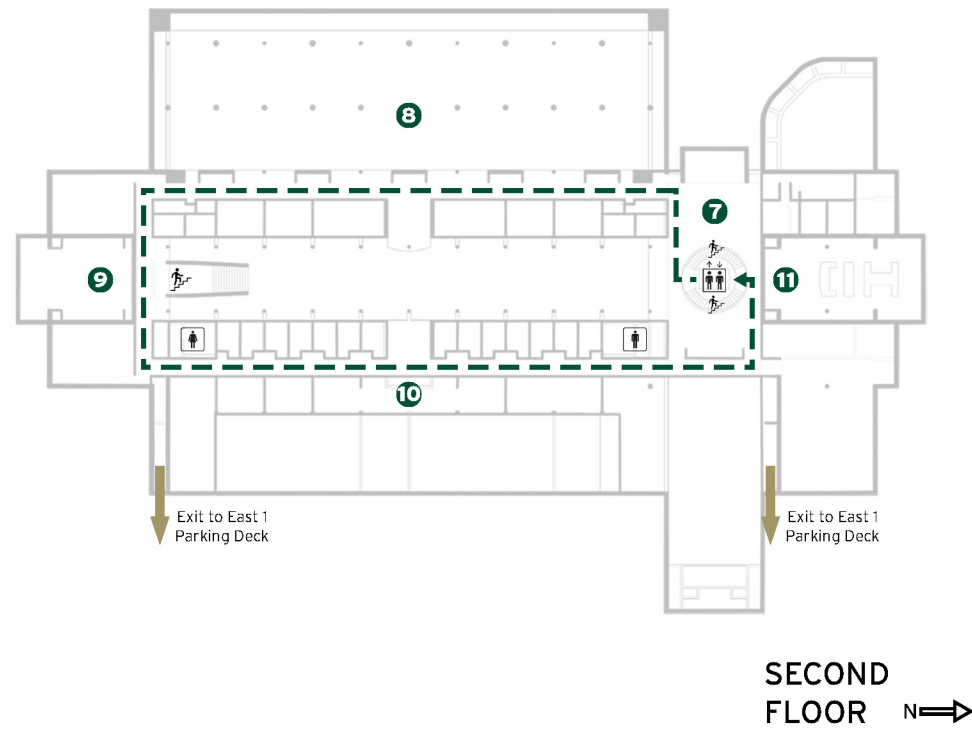 8
7
9
11
10
Exit to East 1
Parking Deck
Exit to East 1
Parking Deck
SECOND
FLOOR
N